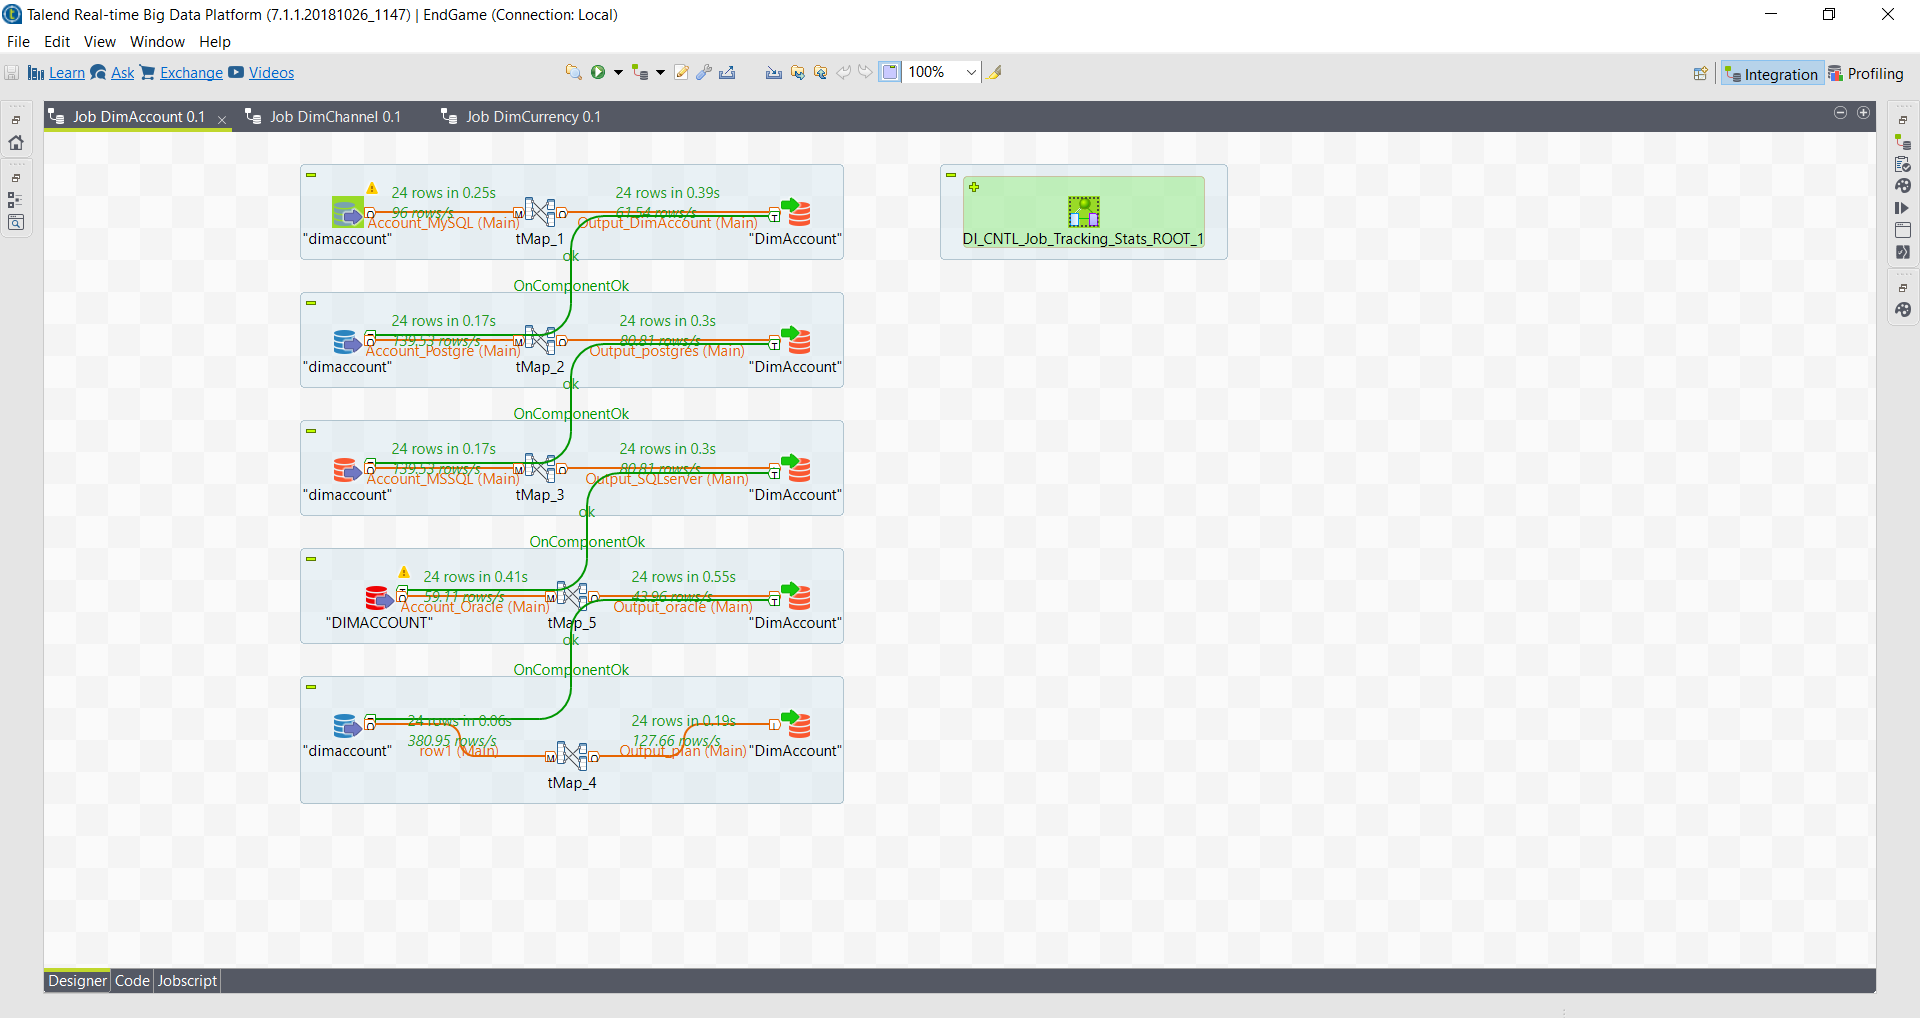 Talend Real-time Big Data Platform (7.1.1.20181026_1147) | EndGame (Connection: Local)
File Edit View Window Help
Learn Ask Exchange Videos 100% Integration Profiling
Job DimAccount 0.1 Job DimChannel 0.1 Job DimCurrency 0.1
24 rows in 0.25s 24 rows in 0.39s
96 rows/s 61.54 rows/s
Account_MySQL (Main) Output_DimAccount (Main)
"dimaccount" tMap_1 "DimAccount" DI_CNTL_Job_Tracking_Stats_ROOT_1
ok
OnComponentOk
24 rows in 0.17s 24 rows in 0.3s
139.53 rows/s 80.81 rows/s
Account_Postgre (Main) Output_postgres (Main)
"dimaccount" tMap_2 "DimAccount"
ok
OnComponentOk
24 rows in 0.17s 24 rows in 0.3s
139.53 rows/s 80.81 rows/s
Account_MSSQL (Main) Output_SQLserver (Main)
"dimaccount" tMap_3 "DimAccount"
ok
OnComponentOk
24 rows in 0.41s 24 rows in 0.55s
59.11 rows/s 43.96 rows/s
Account_Oracle (Main) Output_oracle (Main)
"DIMACCOUNT" tMap_5 "DimAccount"
ok
OnComponentOk
24 rows in 0.06s 24 rows in 0.19s
380.95 rows/s 127.66 rows/s
row1 (Main) Output_plan (Main)
"dimaccount" "DimAccount"
tMap_4
Designer Code Jobscript